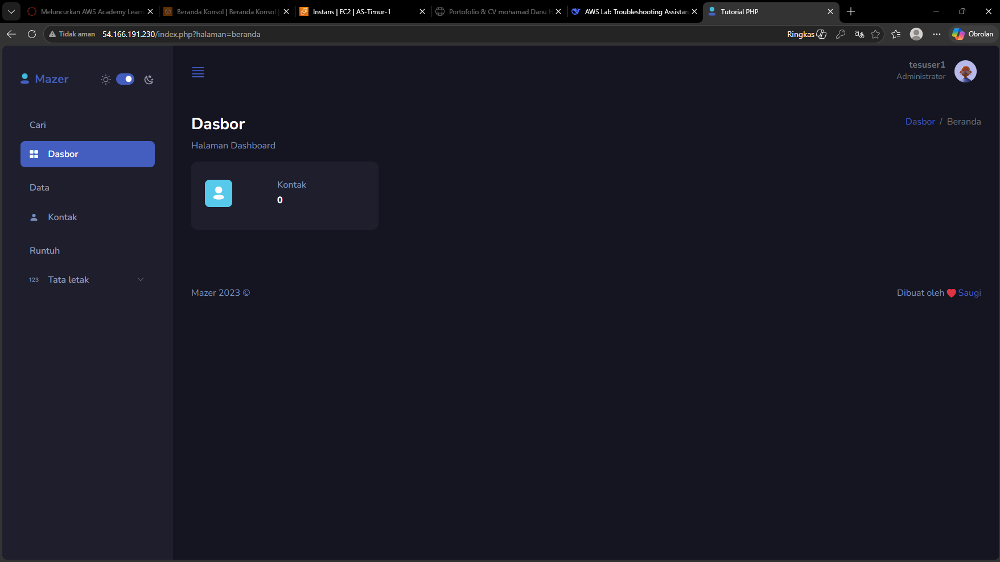 Meluncurkan AWS Academy Learn
Beranda Konsol | Beranda Konsol |
Instans | EC2 | AS-Timur-1
Portofolio & CV mohamad Danu H
AWS Lab Troubleshooting Assistan
Tutorial PHP
Tidak aman
54.166.191.230/index.php?halaman=beranda
Ringkas
Obrolan
Mazer
tesuser1
Administrator
Cari
Dasbor
Data
Kontak
Runtuh
123 Tata letak
Dasbor
Dasbor / Beranda
Halaman Dashboard
Kontak
0
Mazer 2023 ©
Dibuat oleh ❤ Saugi